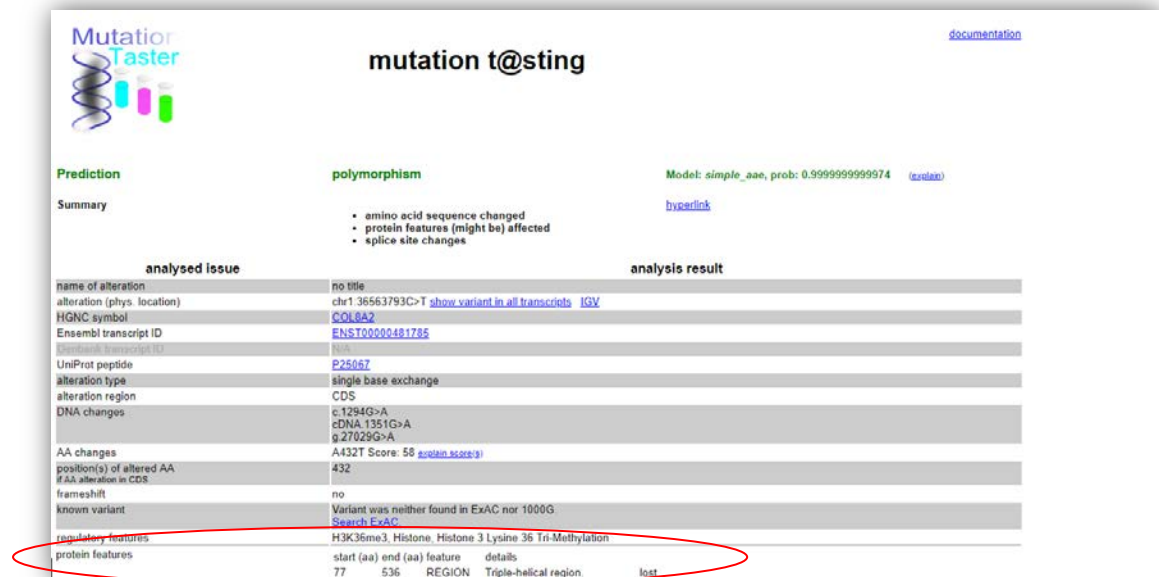 Mutation
Taster
documentation
mutation t@sting
Prediction polymorphism Model: simple_aae, prob: 0.9999999999974 (explain)
Summary hyperlink
• amino acid sequence changed
• protein features (might be) affected
• splice site changes
analysed issue analysis result
name of alteration no title
alteration (phys. location) chr1:36563793C>T show variant in all transcripts IGV
HGNC symbol COL8A2
Ensembl transcript ID ENST00000481785
Genbank transcript ID N/A
UniProt peptide P25067
alteration type single base exchange
alteration region CDS
DNA changes c.1294G>A
cDNA.1351G>A
g.27029G>A
AA changes A432T Score: 58 explain score(s)
position(s) of altered AA 432
if AA alteration in CDS
frameshift no
known variant Variant was neither found in ExAC nor 1000G.
Search ExAC.
regulatory features H3K36me3, Histone, Histone 3 Lysine 36 Tri-Methylation
protein features start (aa) end (aa) feature details
77 536 REGION Triple-helical region. lost